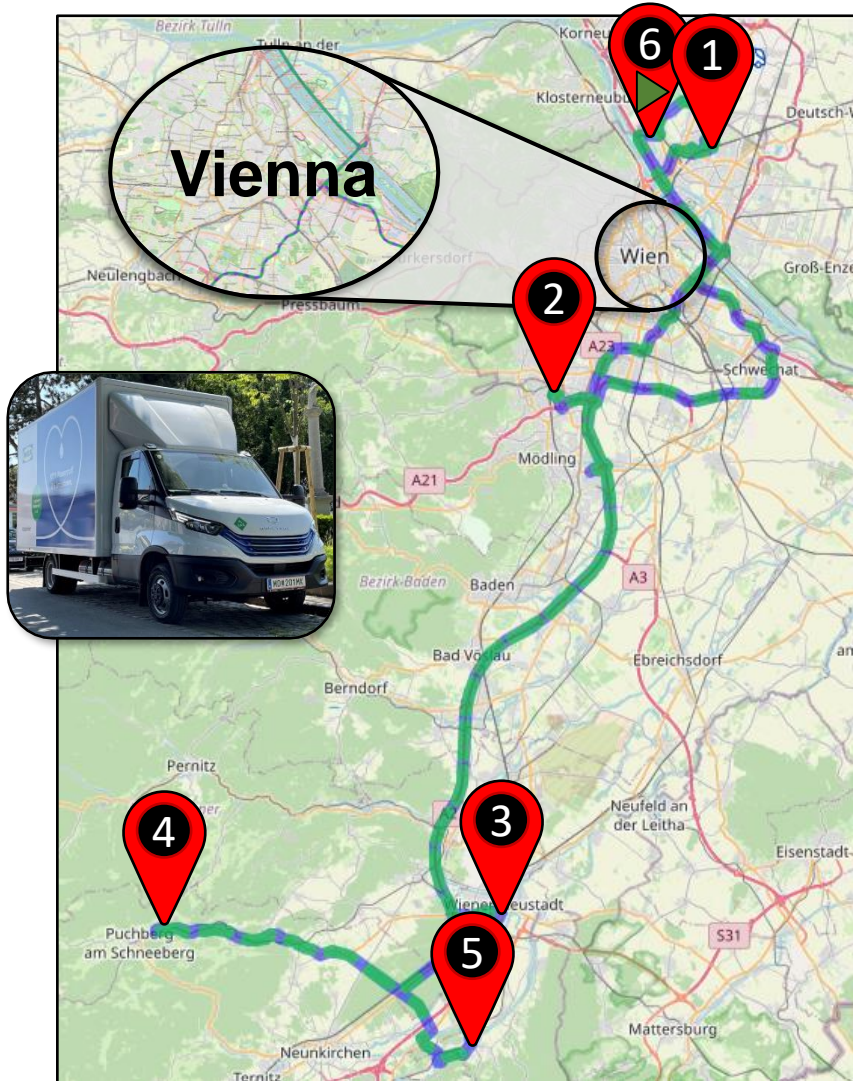 Bezirk Tulln
Korneu
Tulln an der
6
1
Klosterneubu
Deutsch-W
Vienna
rkersdorf
Wien
Groß-Enze
Neulengbach
Pressbaum
2
A23
Schwechat
Mödling
A21
A3
Bezirk Baden
Baden
Bad Vöslau
Ebreichsdorf
am
Berndorf
Pernitz
4
3
Neufeld an
der Leitha
Eisenstadt
Wiener Neustadt
Puchberg
am Schneeberg
5
S31
Mattersburg
Neunkirchen
Ternitz